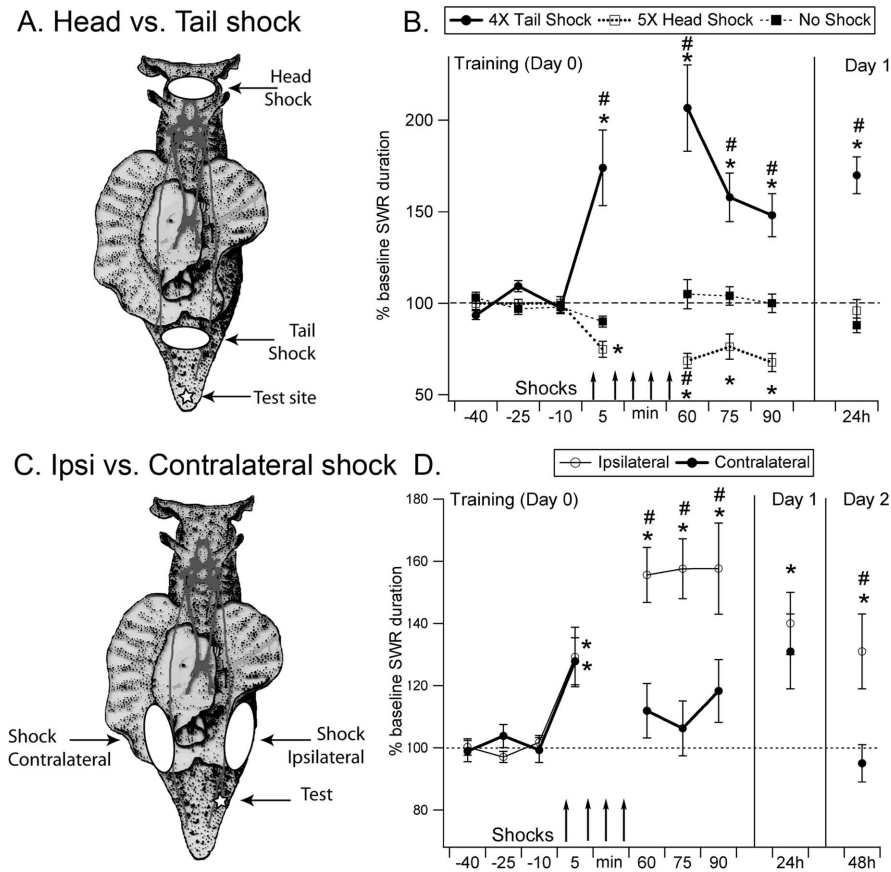 A. Head vs. Tail shock
Head
Shock
Tail
Shock
Test site
B.
4X Tail Shock 5X Head Shock No Shock
Training (Day 0)
Day 1
% baseline SWR duration
200
150
100
50
# *
# *
# *
# *
# *
*
# *
*
*
Shocks
-40 -25 -10 5 min 60 75 90 24h
C. Ipsi vs. Contralateral shock
Shock
Contralateral
Shock
Ipsilateral
Test
D.
Ipsilateral Contralateral
Training (Day 0)
Day 1
Day 2
% baseline SWR duration
180
160
140
120
100
80
*
*
# *
# *
# *
*
# *
Shocks
-40 -25 -10 5 min 60 75 90 24h 48h